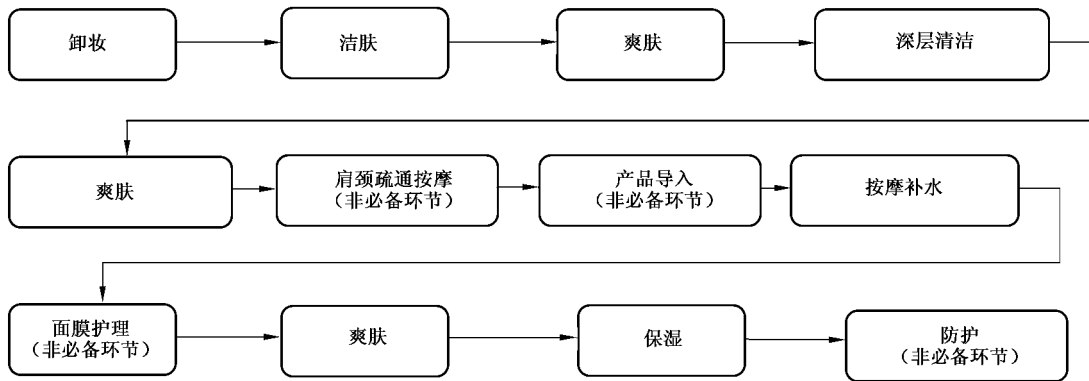 卸妆
洁肤
爽肤
深层清洁
爽肤
肩颈疏通按摩
(非必备环节)
产品导入
(非必备环节)
按摩补水
面膜护理
(非必备环节)
爽肤
保湿
防护
(非必备环节)